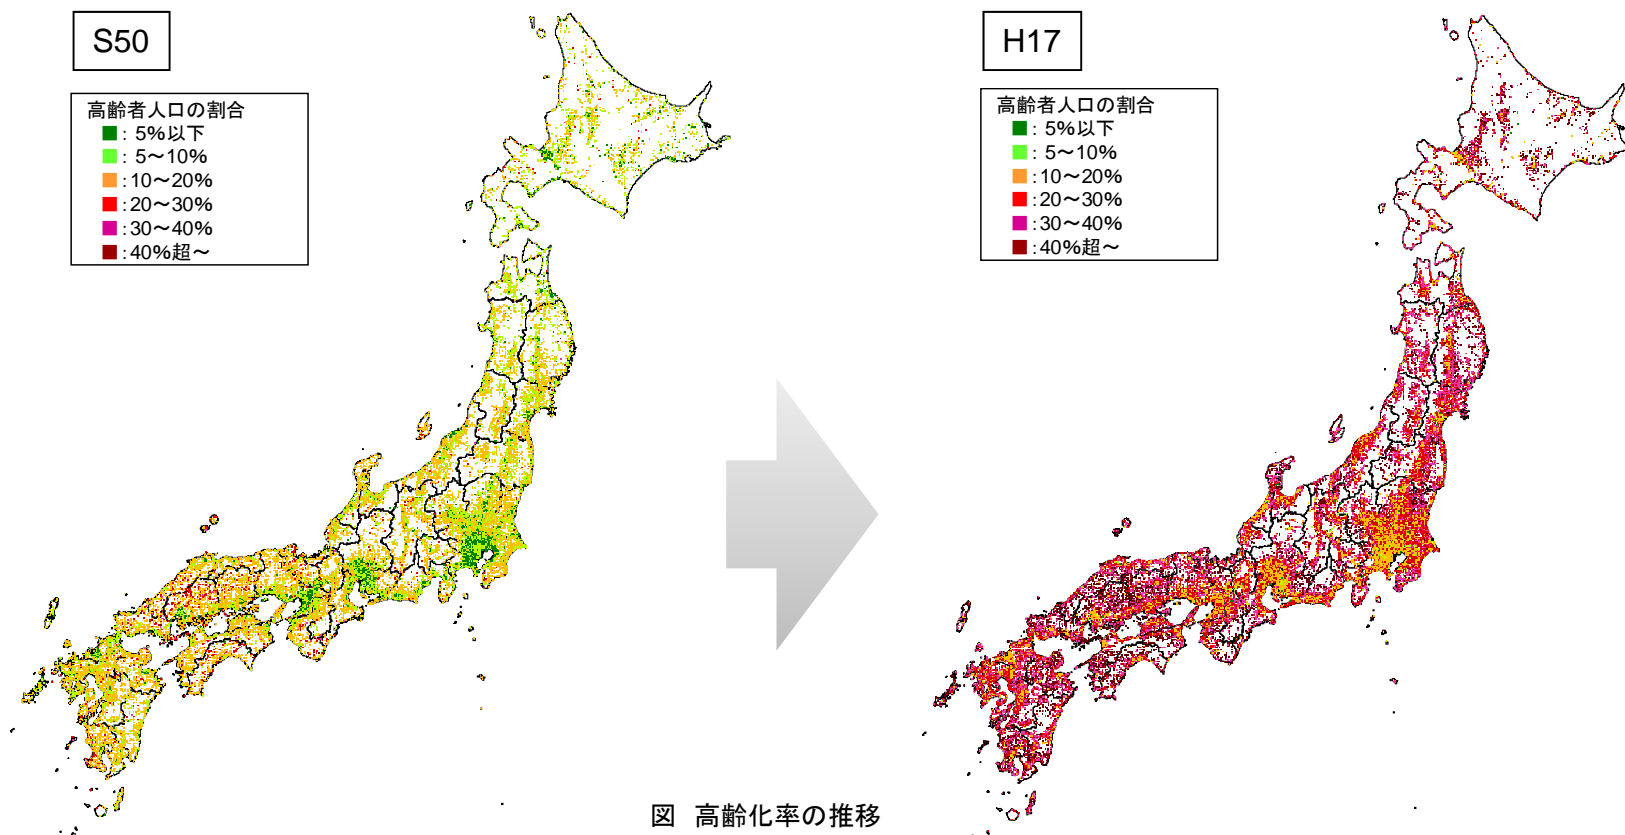 S50
高齢者人口の割合
■：5%以下
■：5～10%
■：10～20%
■：20～30%
■：30～40%
■：40%超～
H17
高齢者人口の割合
■：5%以下
■：5～10%
■：10～20%
■：20～30%
■：30～40%
■：40%超～
図 高齢化率の推移